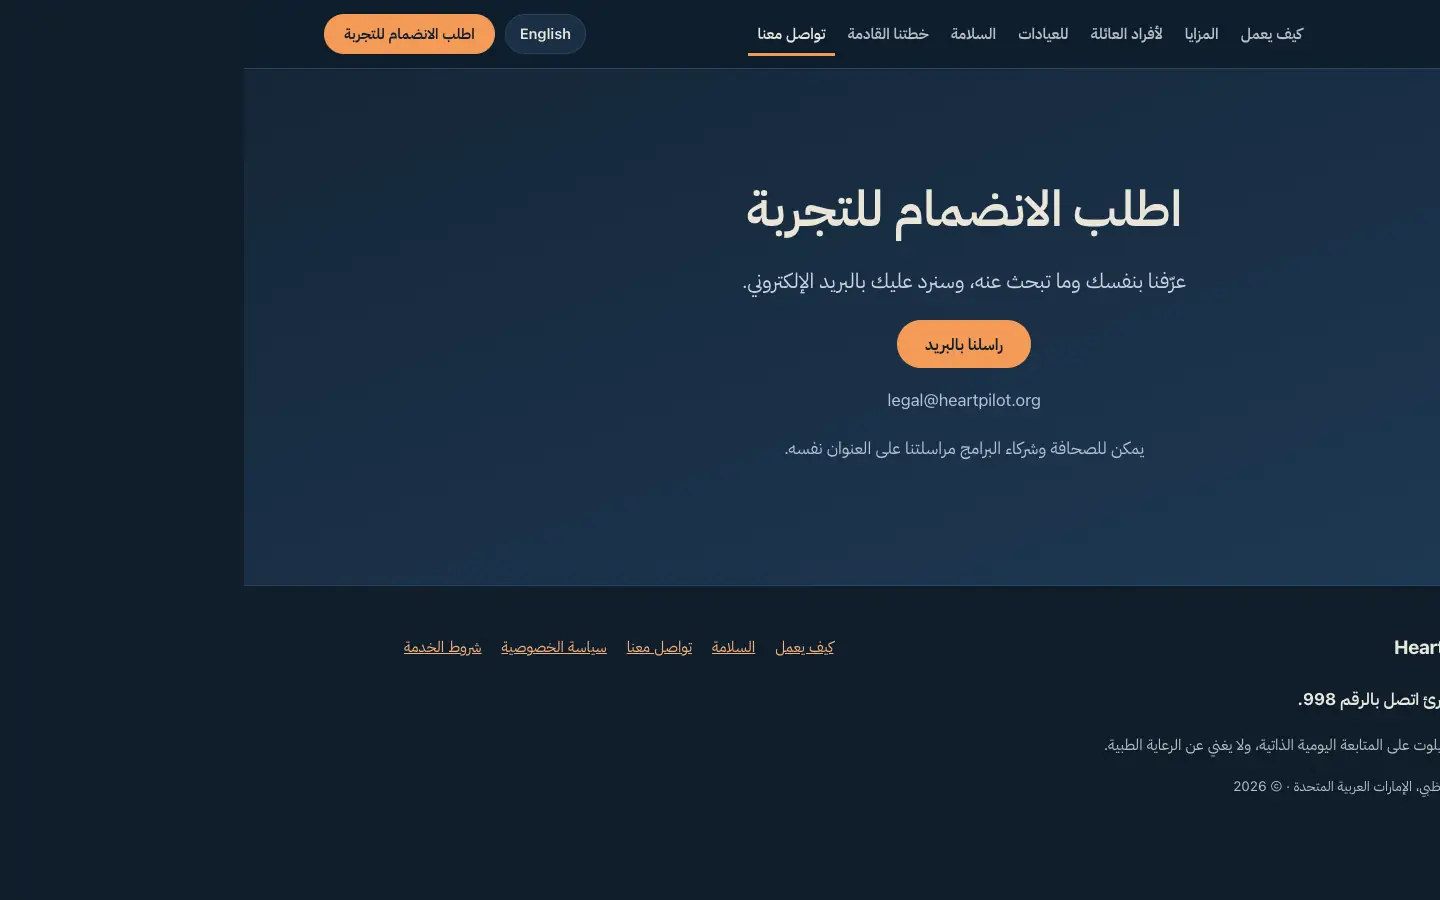 كيف يعمل المزايا لأفراد العائلة للعيادات السلامة خطتنا القادمة تواصل معنا English اطلب الانضمام للتجربة
اطلب الانضمام للتجربة
عرّفنا بنفسك وما تبحث عنه، وسنرد عليك بالبريد الإلكتروني.
راسلنا بالبريد
legal@heartpilot.org
يمكن للصحافة وشركاء البرامج مراسلتنا على العنوان نفسه.
كيف يعمل السلامة تواصل معنا سياسة الخصوصية شروط الخدمة
اتصل بالرقم 998.
على المتابعة اليومية الذاتية، ولا يغني عن الرعاية الطبية.
الإمارات العربية المتحدة · © 2026